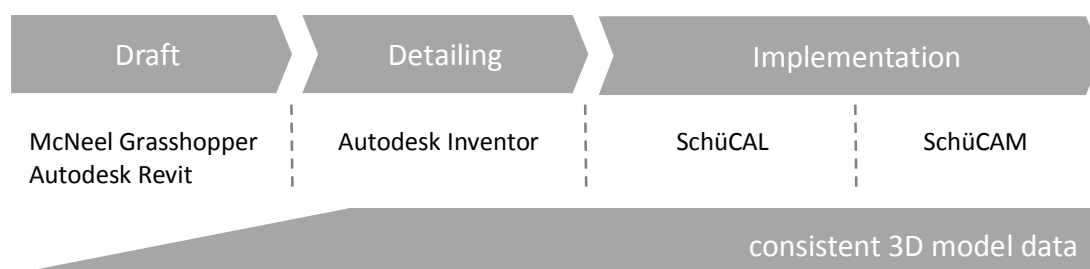 Draft
Detailing
Implementation
McNeel Grasshopper
Autodesk Revit
Autodesk Inventor
SchüCAL
SchüCAM
consistent 3D model data